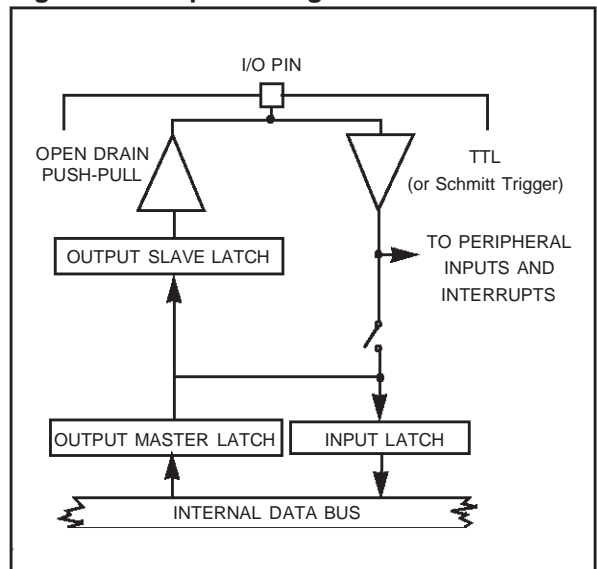 I/O PIN
OPEN DRAIN
PUSH-PULL
TTL
(or Schmitt Trigger)
OUTPUT SLAVE LATCH
TO PERIPHERAL
INPUTS AND
INTERRUPTS
OUTPUT MASTER LATCH
INPUT LATCH
INTERNAL DATA BUS